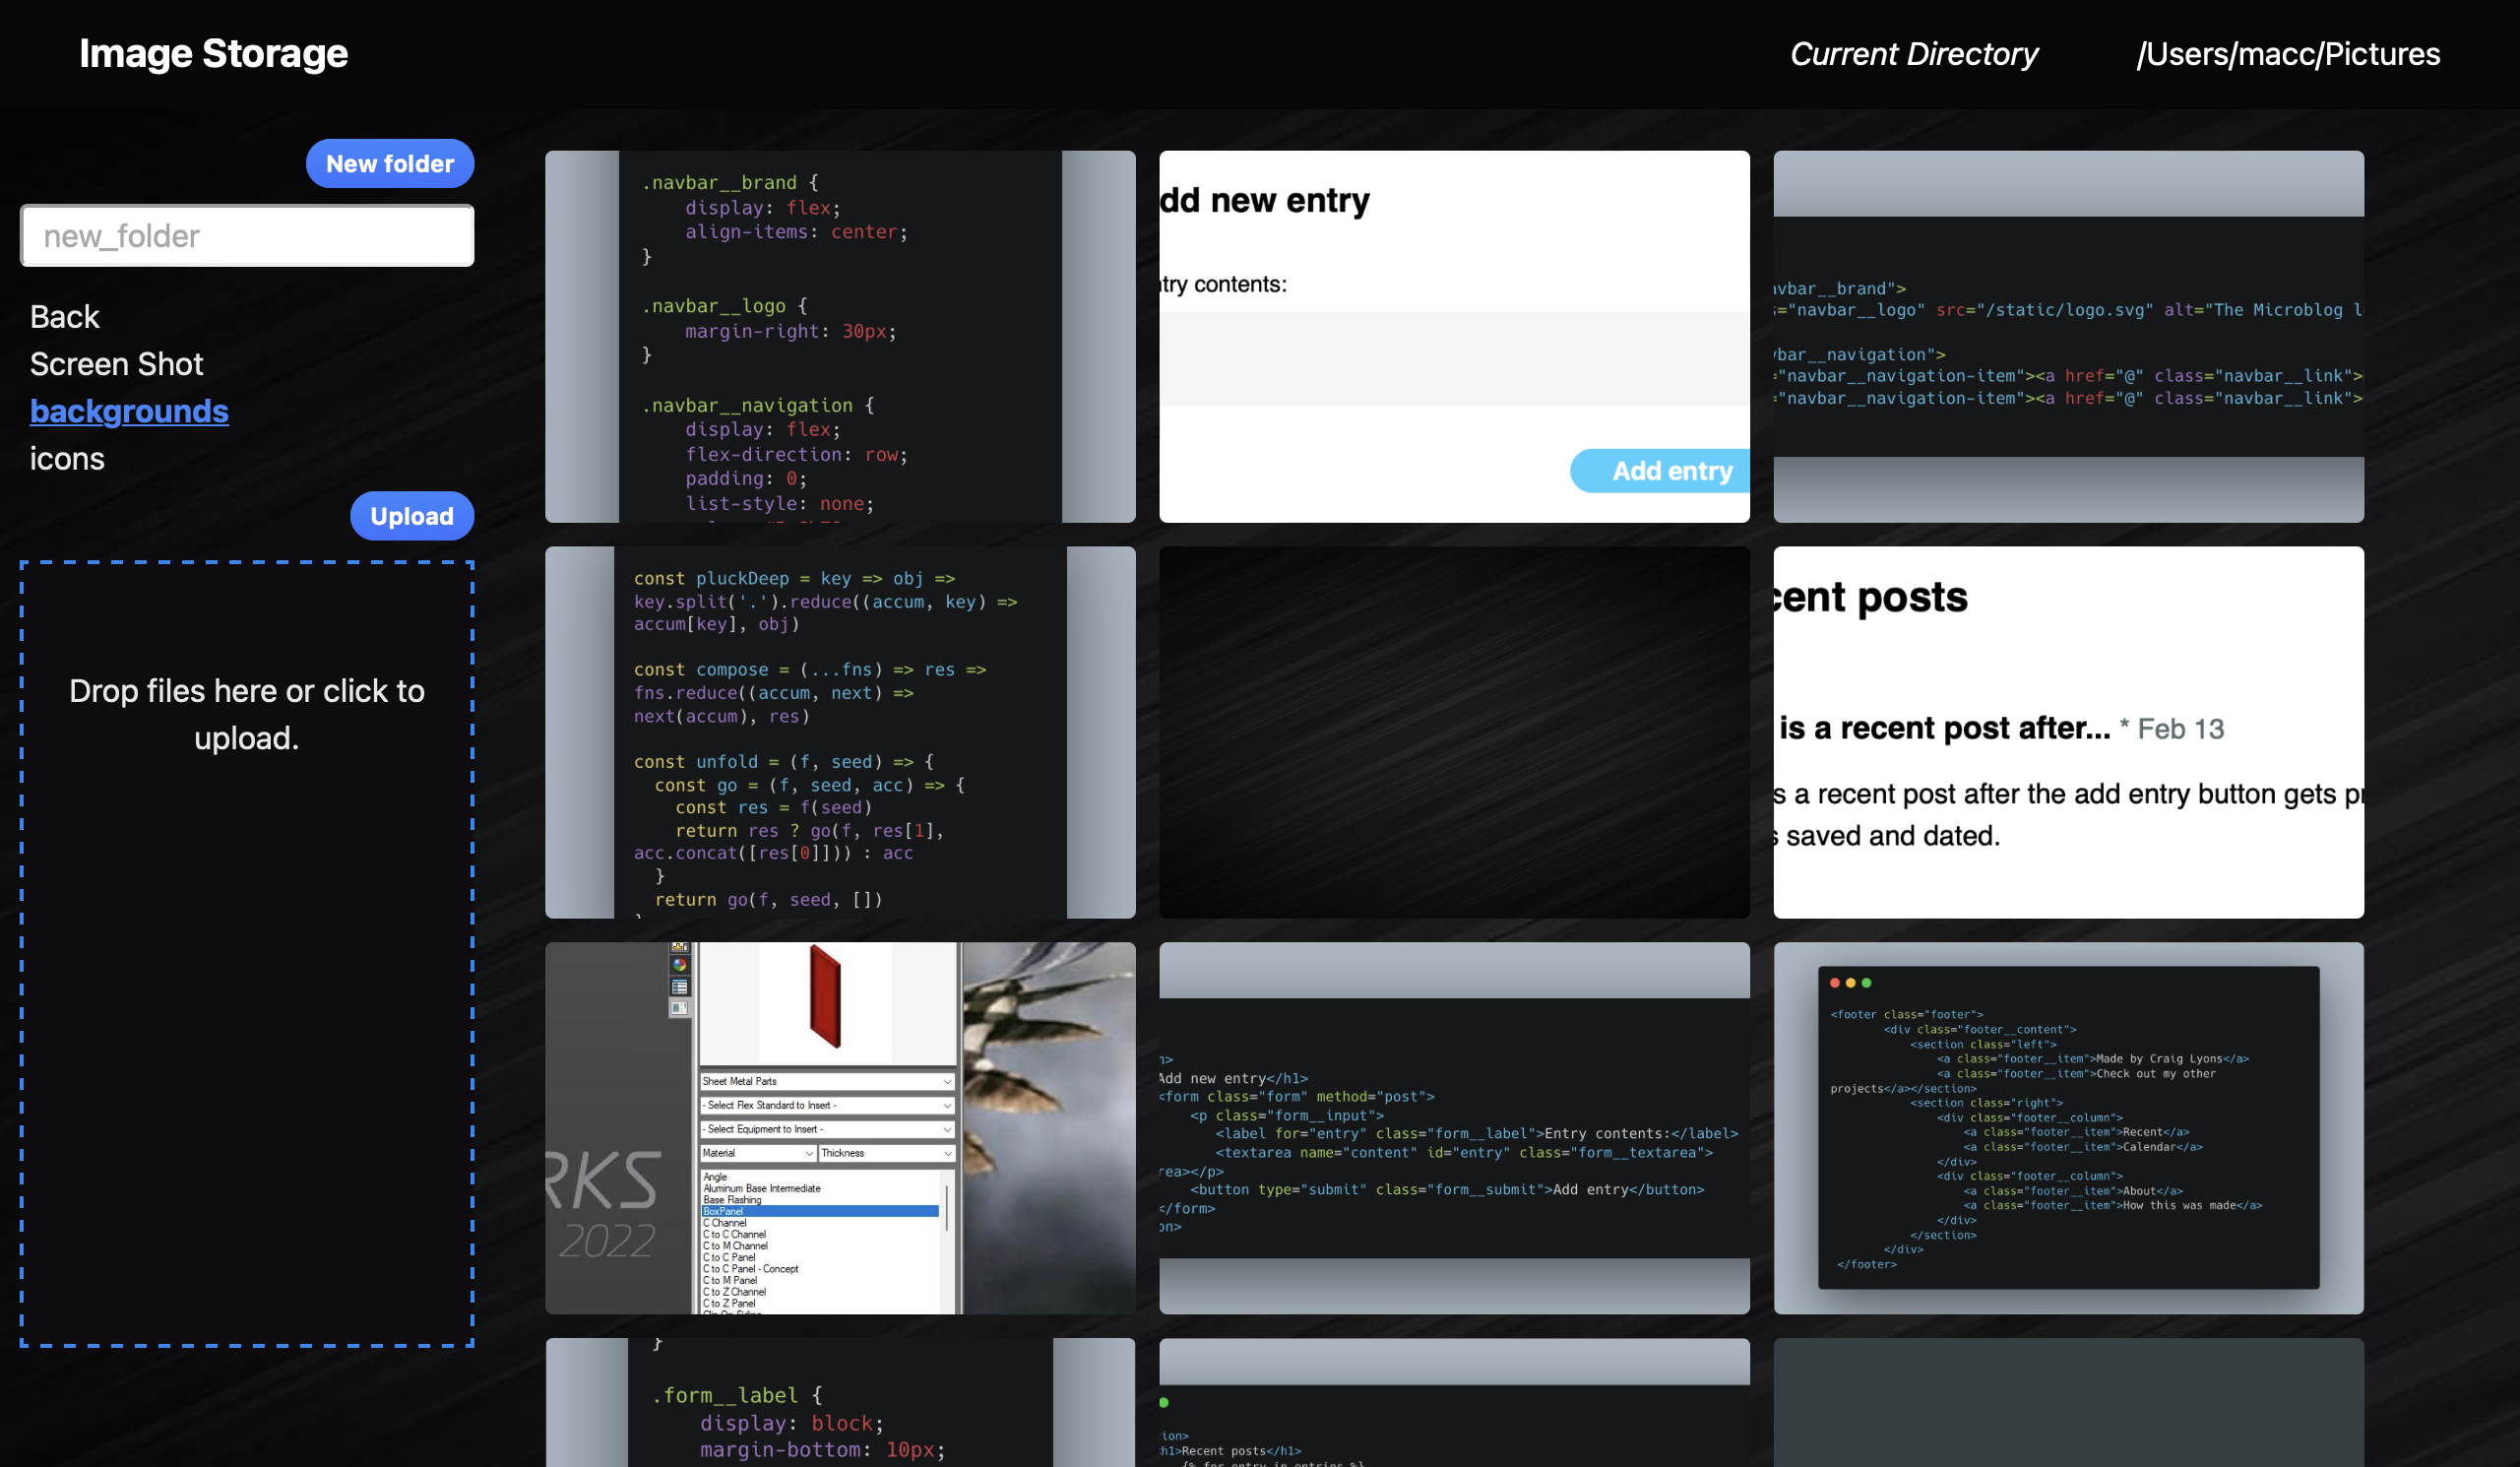 Image Storage
Current Directory
/Users/macc/Pictures
New folder
new_folder
Back
Screen Shot
backgrounds
icons
Upload
Drop files here or click to
upload.
.navbar__brand {
display: flex;
align-items: center;
}
.navbar__logo {
margin-right: 30px;
}
.navbar__navigation {
display: flex;
flex-direction: row;
padding: 0;
list-style: none;
dd new entry
try contents:
Add entry
avbar__brand">
="navbar__logo" src="/static/logo.svg" alt="The Microblog l
bar__navigation">
="navbar__navigation-item"><a href="@" class="navbar__link">
="navbar__navigation-item"><a href="@" class="navbar__link">
const pluckDeep = key => obj =>
key.split('.').reduce((accum, key) =>
accum[key], obj)
const compose = (...fns) => res =>
fns.reduce((accum, next) =>
next(accum), res)
const unfold = (f, seed) => {
const go = (f, seed, acc) => {
const res = f(seed)
return res ? go(f, res[1],
acc.concat([res[0]])) : acc
}
return go(f, seed, [])
cent posts
is a recent post after... * Feb 13
s a recent post after the add entry button gets pr
s saved and dated.
RKS
2022
Sheet Metal Parts
- Select Flex Standard to Insert -
- Select Equipment to Insert -
Material
Thickness
Angle
Aluminum Base Intermediate
Base Flashing
BoxPanel
C Channel
C to C Channel
C to M Channel
C to C Panel
C to C Panel - Concept
C to M Panel
C to Z Channel
C to Z Panel
Clip On Siding
n>
Add new entry</h1>
<form class="form" method="post">
<p class="form__input">
<label for="entry" class="form__label">Entry contents:</label>
<textarea name="content" id="entry" class="form__textarea">
rea></p>
<button type="submit" class="form__submit">Add entry</button>
</form>
on>
<footer class="footer">
<div class="footer__content">
<section class="left">
<a class="footer__item">Made by Craig Lyons</a>
<a class="footer__item">Check out my other
projects</a></section>
<section class="right">
<div class="footer__column">
<a class="footer__item">Recent</a>
<a class="footer__item">Calendar</a>
</div>
<div class="footer__column">
<a class="footer__item">About</a>
<a class="footer__item">How this was made</a>
</div>
</section>
</div>
</footer>
}
.form__label {
display: block;
margin-bottom: 10px;
ion>
h1>Recent posts</h1>
{% for entry in entries %}